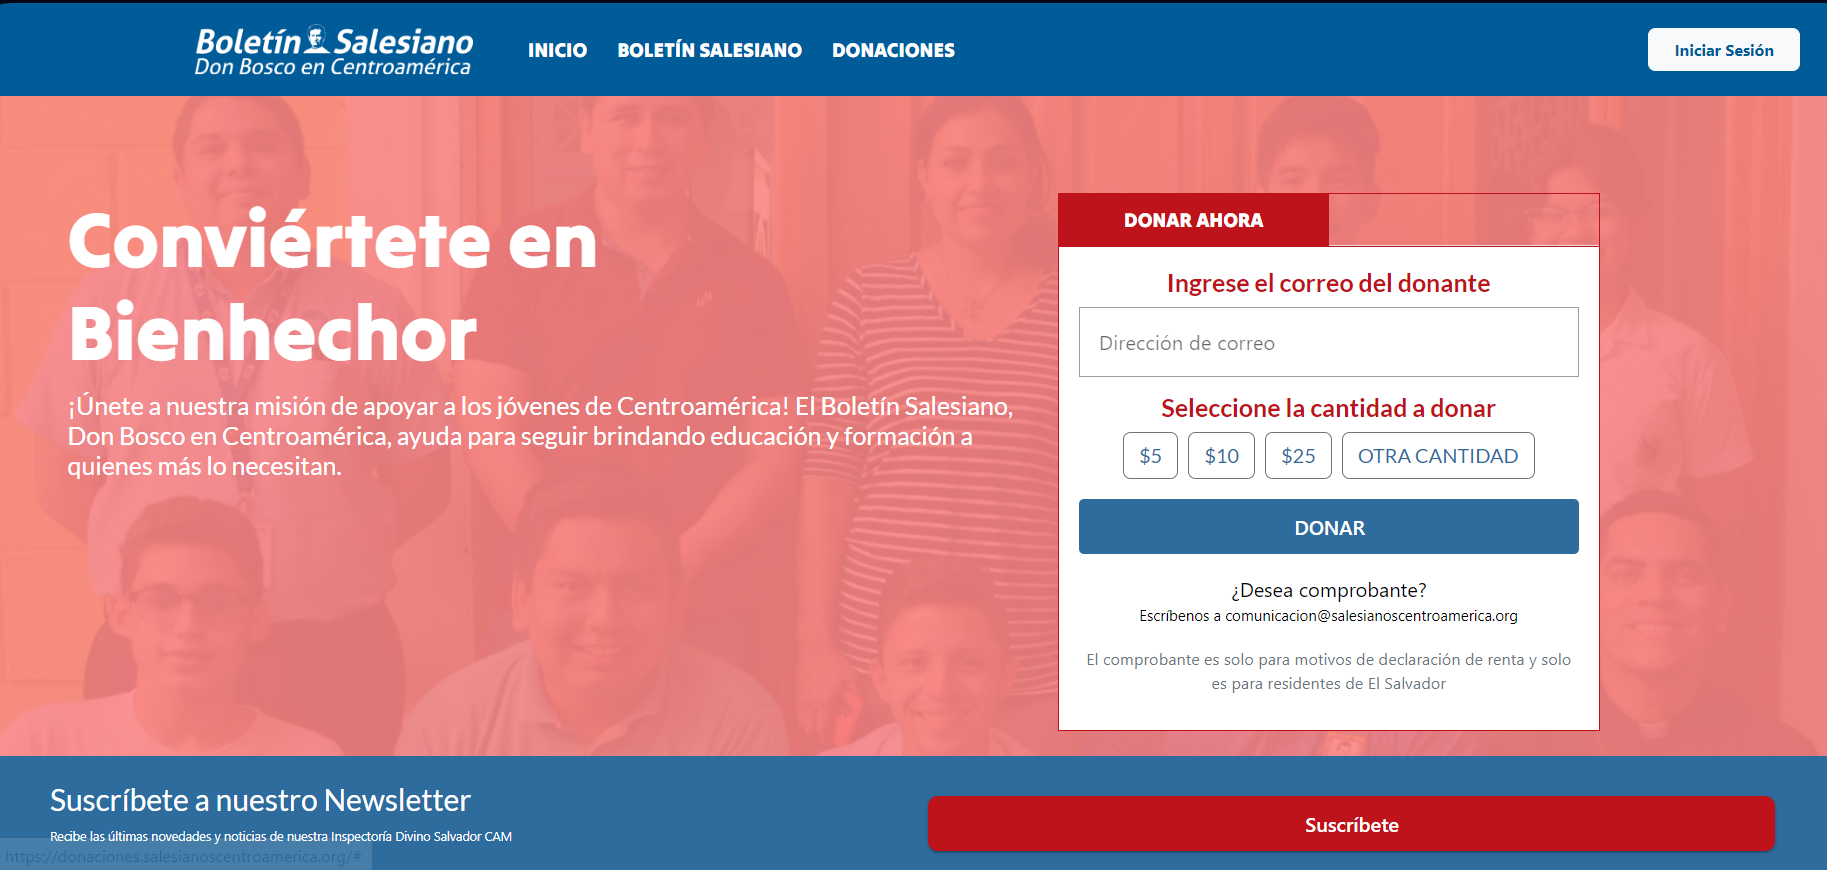 Boletín Salesiano
Don Bosco en Centroamérica
INICIO
BOLETÍN SALESIANO
DONACIONES
Iniciar Sesión
Conviértete en
Bienhechor
¡Únete a nuestra misión de apoyar a los jóvenes de Centroamérica! El Boletín Salesiano,
Don Bosco en Centroamérica, ayuda para seguir brindando educación y formación a
quienes más lo necesitan.
DONAR AHORA
Ingrese el correo del donante
Dirección de correo
Seleccione la cantidad a donar
$5
$10
$25
OTRA CANTIDAD
DONAR
¿Desea comprobante?
Escríbenos a comunicacion@salesianoscentroamerica.org
El comprobante es solo para motivos de declaración de renta y solo
es para residentes de El Salvador
Suscríbete a nuestro Newsletter
Recibe las últimas novedades y noticias de nuestra Inspectoría Divino Salvador CAM
Suscríbete
https://donaciones.salesianoscentroamerica.org/#